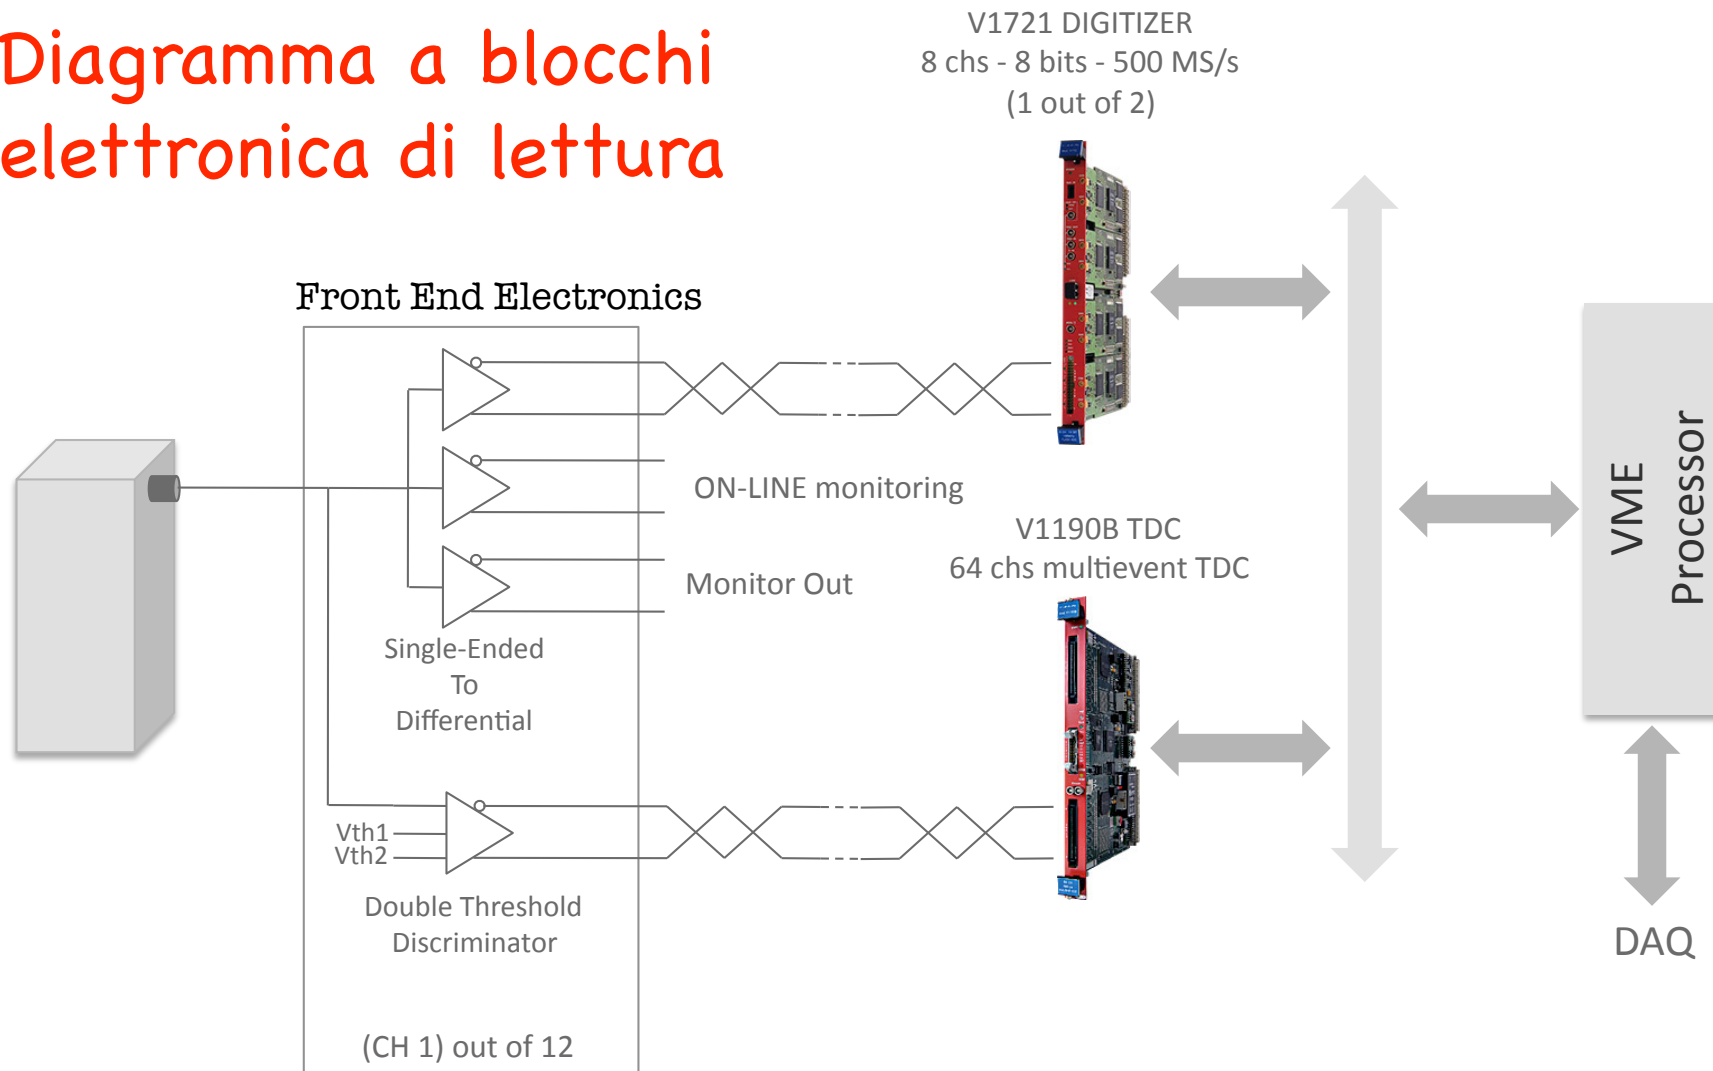 Diagramma a blocchi
elettronica di lettura
V1721 DIGITIZER
8 chs - 8 bits - 500 MS/s
(1 out of 2)
Front End Electronics
ON-LINE monitoring
Monitor Out
Single-Ended
To
Differential
V1190B TDC
64 chs multievent TDC
Vth1
Vth2
Double Threshold
Discriminator
(CH 1) out of 12
VME
Processor
DAQ